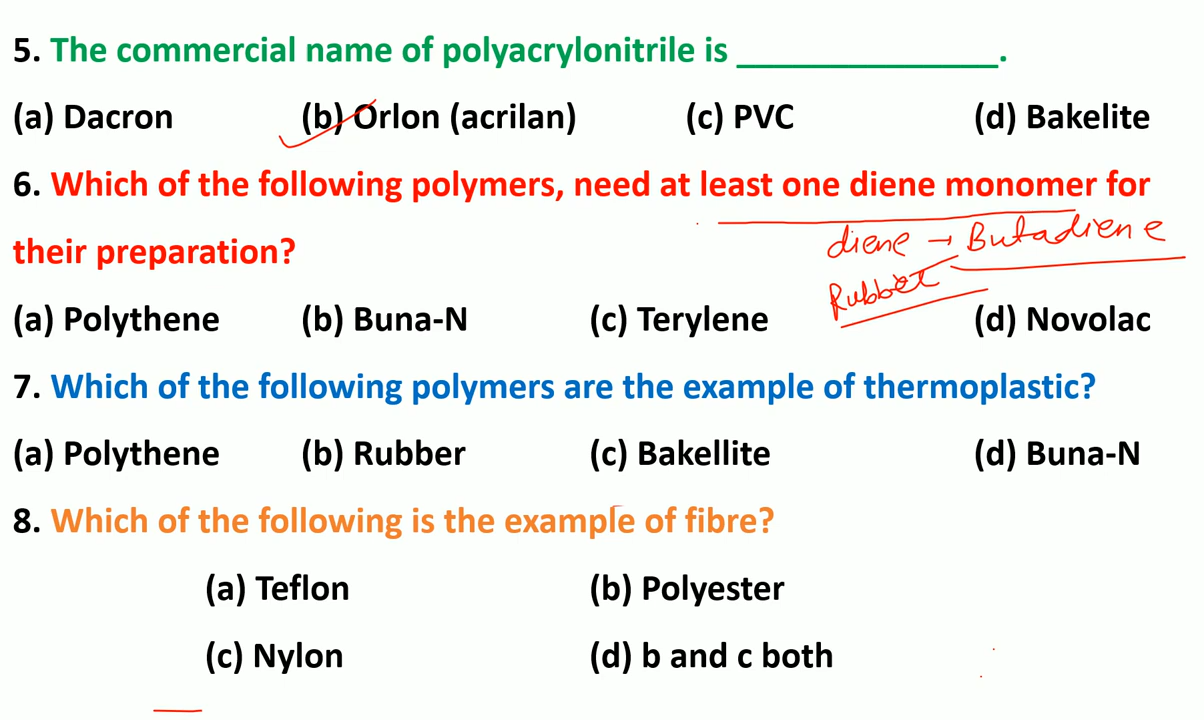 5. The commercial name of polyacrylonitrile is _______________.
(a) Dacron (b) Orlon (acrilan) (c) PVC (d) Bakelite
6. Which of the following polymers, need at least one diene monomer for
their preparation?
diene → Butadiene
Rubber
(a) Polythene (b) Buna-N (c) Terylene (d) Novolac
7. Which of the following polymers are the example of thermoplastic?
(a) Polythene (b) Rubber (c) Bakellite (d) Buna-N
8. Which of the following is the example of fibre?
(a) Teflon (b) Polyester
(c) Nylon (d) b and c both